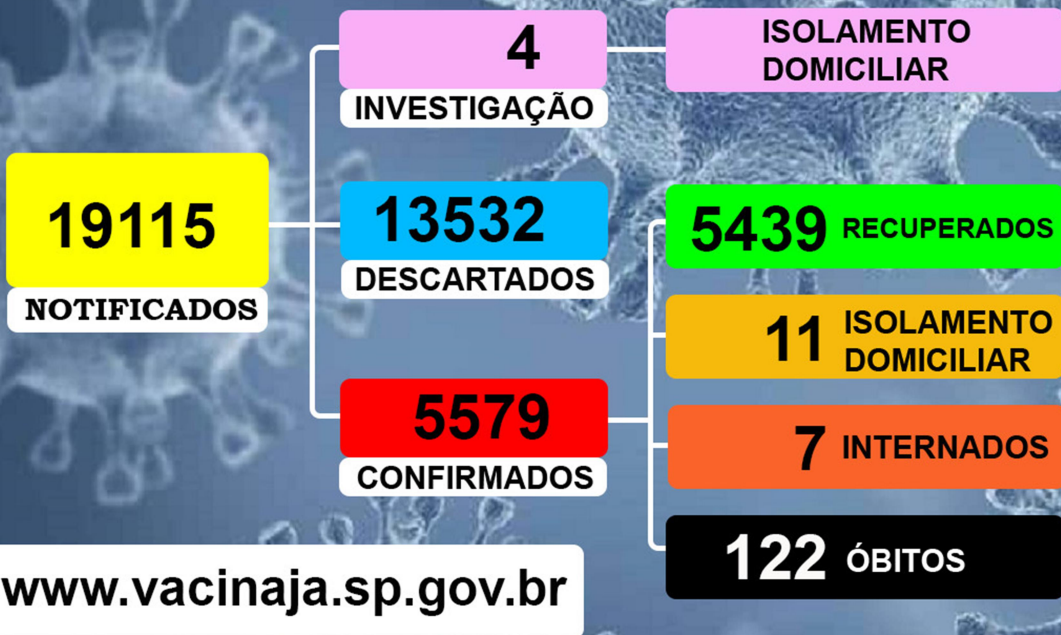 4
INVESTIGAÇÃO
ISOLAMENTO
DOMICILIAR
19115
NOTIFICADOS
13532
DESCARTADOS
5579
CONFIRMADOS
5439 RECUPERADOS
11 ISOLAMENTO
DOMICILIAR
7 INTERNADOS
122 ÓBITOS
www.vacinaja.sp.gov.br